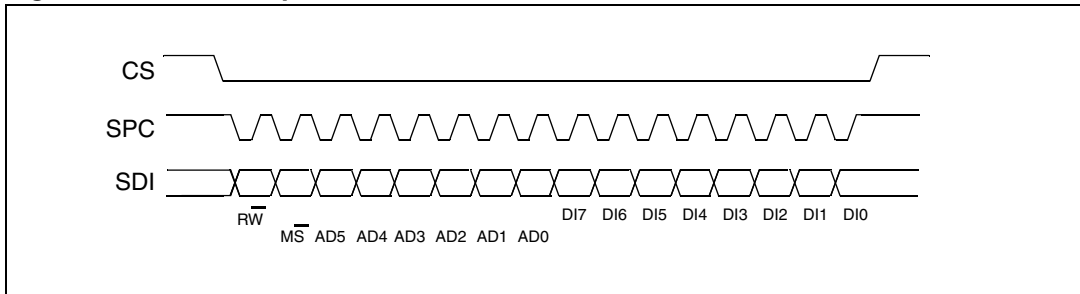 CS
SPC
SDI
RW̅
DI7 DI6 DI5 DI4 DI3 DI2 DI1 DI0
MS̅ AD5 AD4 AD3 AD2 AD1 AD0